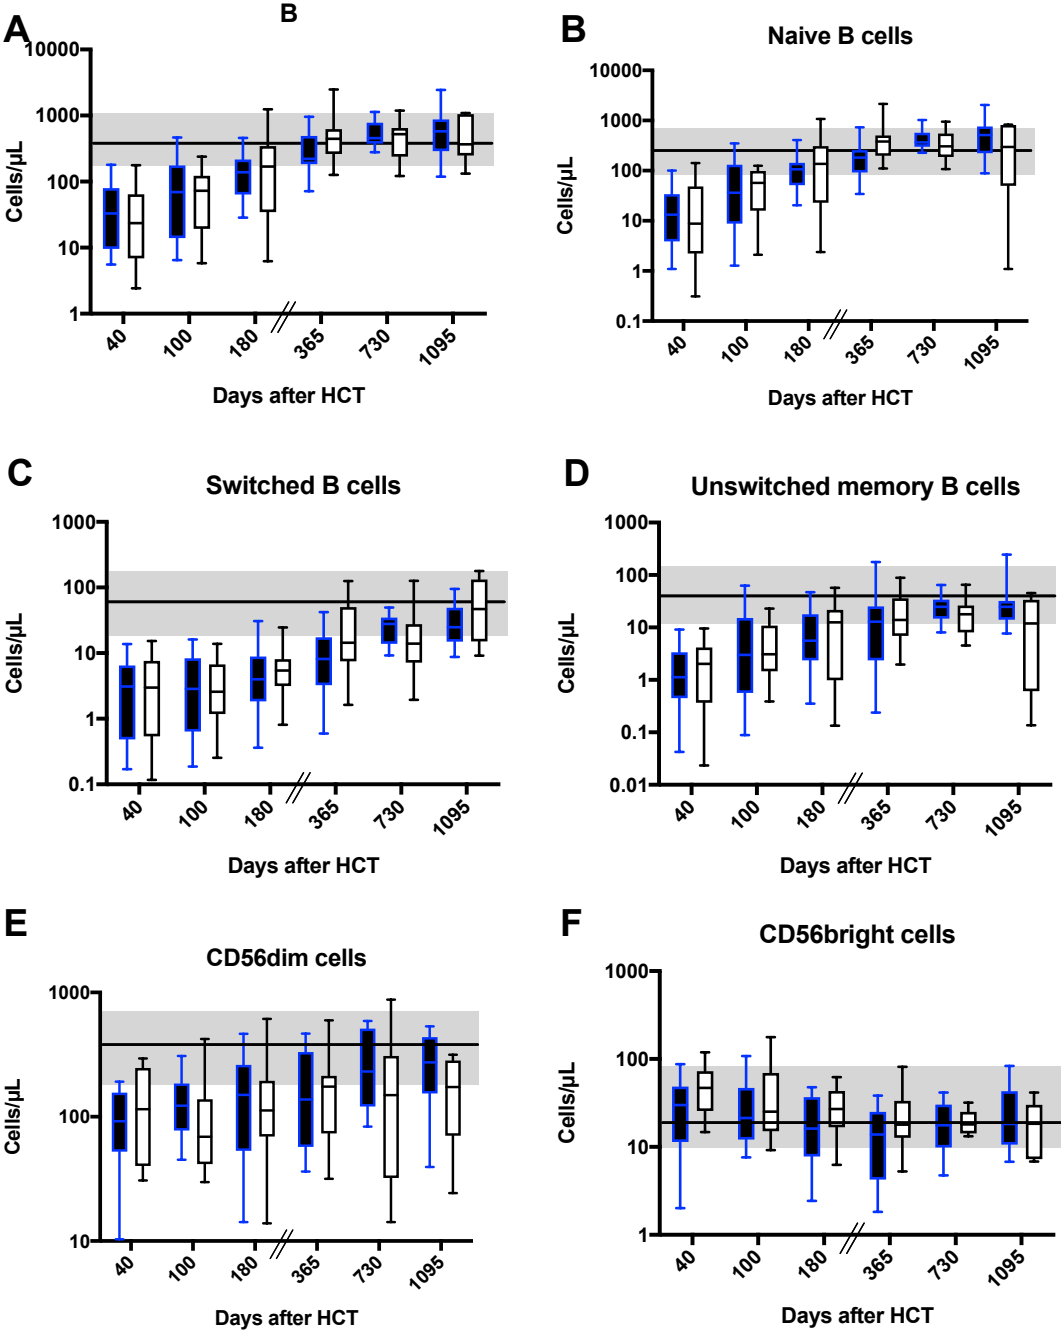 A
B
10000
1000
100
10
1
Cells/μL
40
100
180
365
730
1095
Days after HCT
B
Naive B cells
10000
1000
100
10
1
0.1
Cells/μL
40
100
180
365
730
1095
Days after HCT
C
Switched B cells
1000
100
10
1
0.1
Cells/μL
40
100
180
365
730
1095
Days after HCT
D
Unswitched memory B cells
1000
100
10
1
0.1
0.01
Cells/μL
40
100
180
365
730
1095
Days after HCT
E
CD56dim cells
1000
100
10
Cells/μL
40
100
180
365
730
1095
Days after HCT
F
CD56bright cells
1000
100
10
1
Cells/μL
40
100
180
365
730
1095
Days after HCT